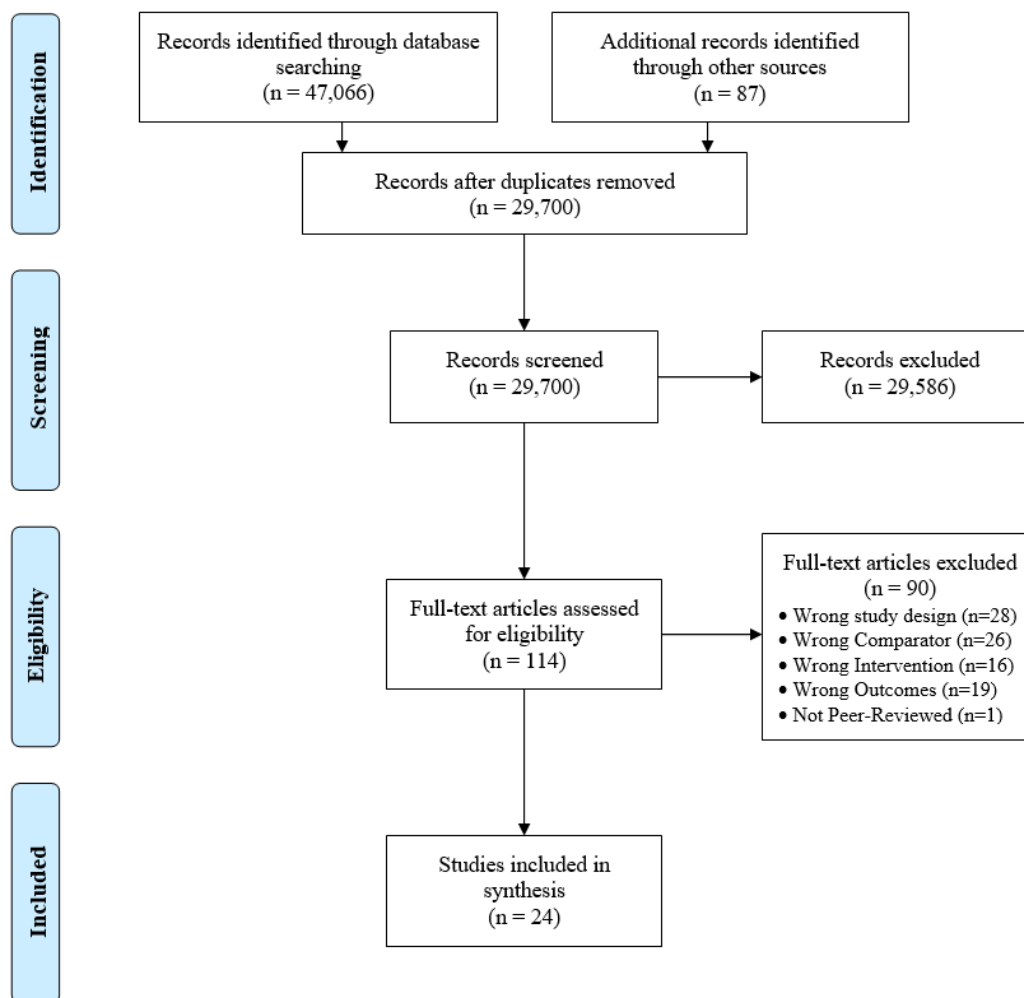 Identification
Records identified through database
searching
(n = 47,066)
Additional records identified
through other sources
(n = 87)
Records after duplicates removed
(n = 29,700)
Screening
Records screened
(n = 29,700)
Records excluded
(n = 29,586)
Eligibility
Full-text articles assessed
for eligibility
(n = 114)
Full-text articles excluded
(n = 90)
• Wrong study design (n=28)
• Wrong Comparator (n=26)
• Wrong Intervention (n=16)
• Wrong Outcomes (n=19)
• Not Peer-Reviewed (n=1)
Included
Studies included in
synthesis
(n = 24)